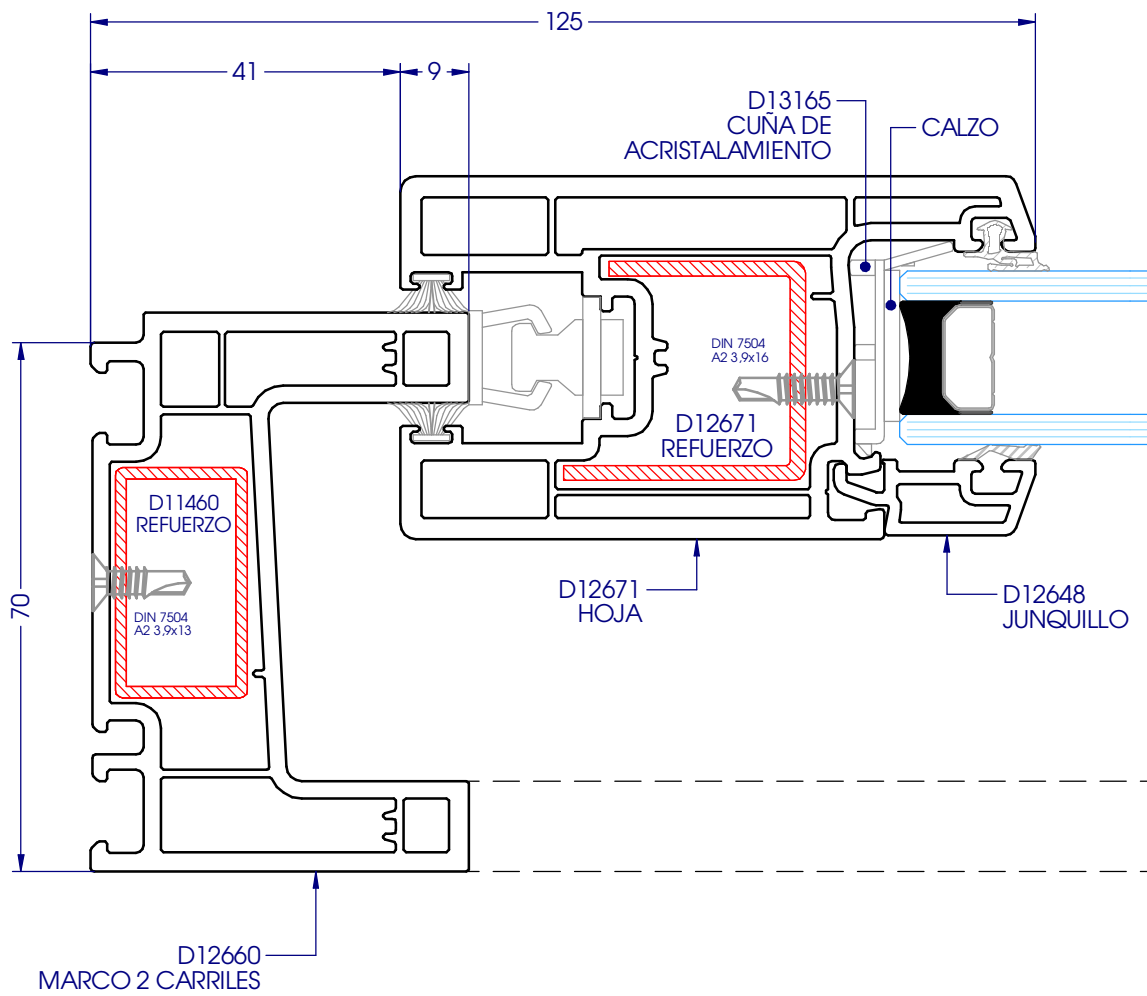 125
41
9
D13165
CUÑA DE
ACRISTALAMIENTO
CALZO
DIN 7504
A2 3,9x16
D12671
REFUERZO
D11460
REFUERZO
70
DIN 7504
A2 3,9x13
D12671
HOJA
D12648
JUNQUILLO
D12660
MARCO 2 CARRILES